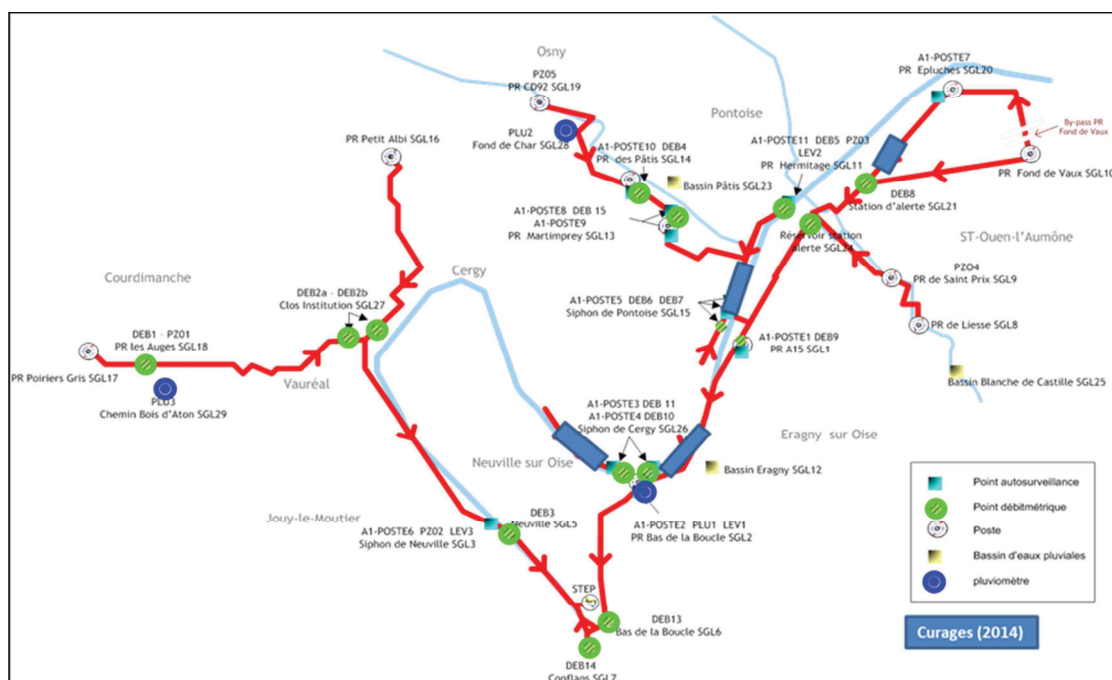 Osny
PZ05
PR CD92 SGL19
A1-POSTE7
PR Epluches SGL20
Pontoise
By-pass PR
Fond de Vaux
PR Petit Albi SGL16
PLU2
Fond de Char SGL28
A1-POSTE10 DEB4
PR des Pâtis SGL14
A1-POSTE11 DEB5 PZ03
LEV2
PR Hermitage SGL11
PR Fond de Vaux SGL10
Bassin Pâtis SGL23
DEB8
Station d'alerte SGL21
A1-POSTE8 DEB 15
A1-POSTE9
PR Martimprey SGL13
Réservoir station
alerte SGL24
ST-Ouen-l'Aumône
Courdimanche
Cergy
PZO4
PR de Saint Prix SGL9
DEB2a - DEB2b
Clos Institution SGL27
A1-POSTE5 DEB6 DEB7
Siphon de Pontoise
SGL15
PR de Liesse SGL8
DEB1 - PZ01
PR les Auges SGL18
A1-POSTE1 DEB9
PR A15 SGL1
PR Poiriers Gris SGL17
Vauréal
Bassin Blanche de Castille SGL25
PLU3
Chemin Bois d'Aton SGL29
A1-POSTE3 DEB 11
A1-POSTE4 DEB10
Siphon de Cergy SGL26
Eragny sur Oise
Neuville sur Oise
Bassin Eragny SGL12
Jouy-le-Moutier
DEB3
Neuville SGL5
A1-POSTE6 PZ02 LEV3
Siphon de Neuville SGL3
A1-POSTE2 PLU1 LEV1
PR Bas de la Boucle SGL2
STEP
DEB13
Bas de la Boucle SGL6
DEB14
Conflans SGL7
Point autosurveillance
Point débitmétrique
Poste
Bassin d'eaux pluviales
pluviomètre
Curages (2014)